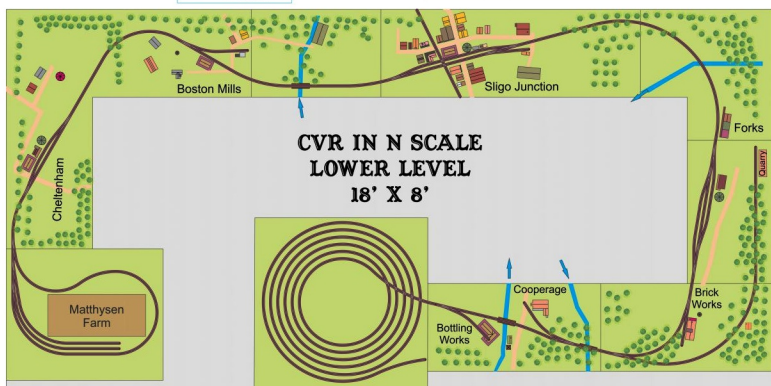 Boston Mills
Sligo Junction
CVR IN N SCALE
LOWER LEVEL
18' X 8'
Forks
Quarry
Cheltenham
Matthysen
Farm
Cooperage
Bottling
Works
Brick
Works